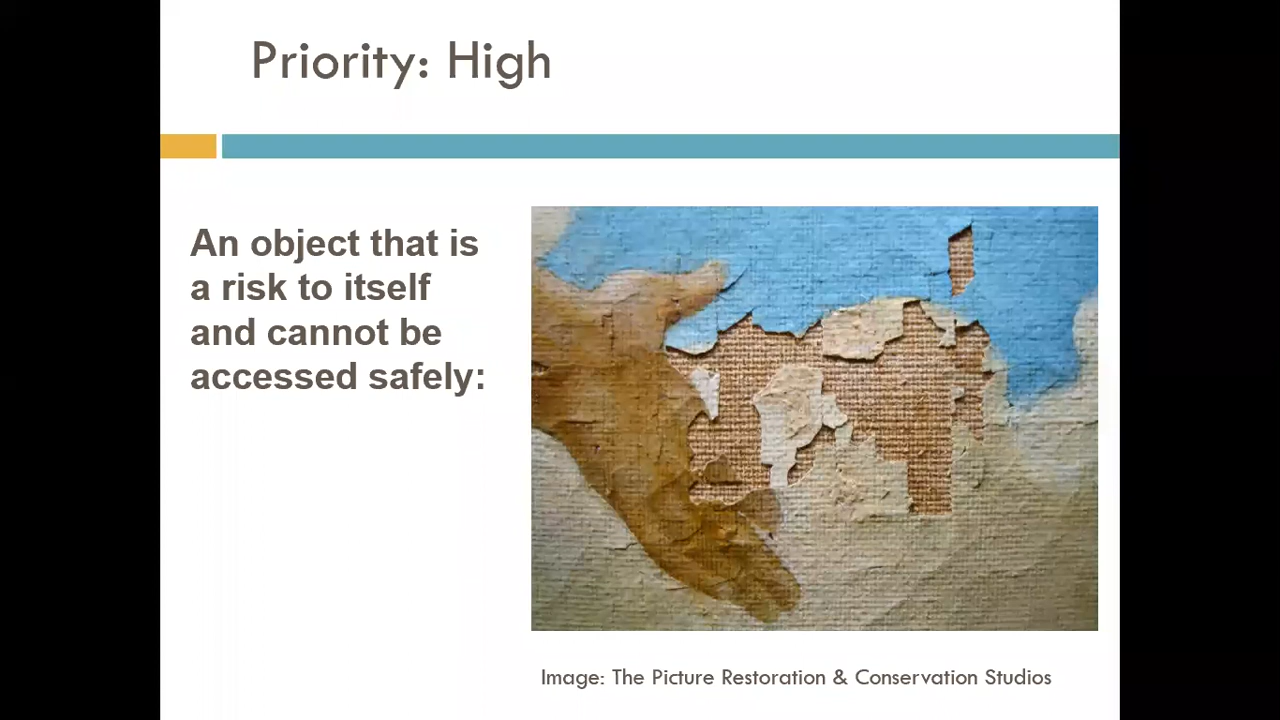 Priority: High
An object that is
a risk to itself
and cannot be
accessed safely:
Image: The Picture Restoration & Conservation Studios